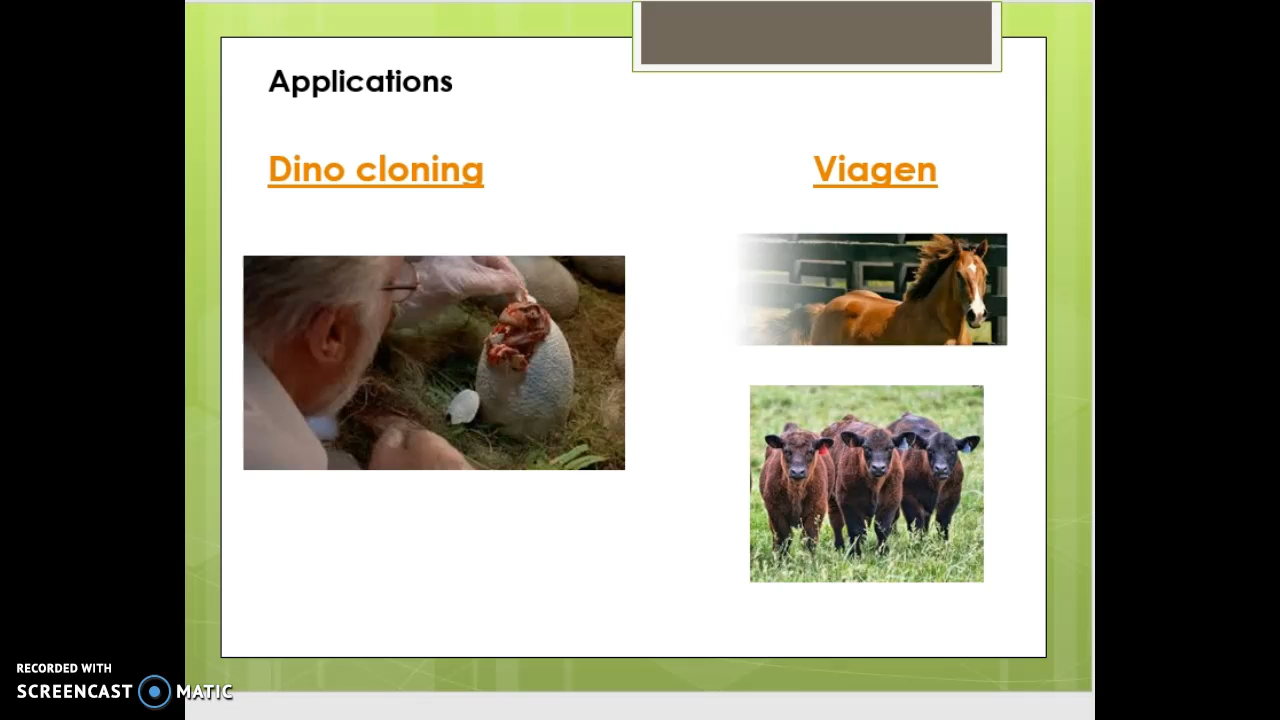 Applications
Dino cloning
Viagen
RECORDED WITH
SCREENCAST MATIC